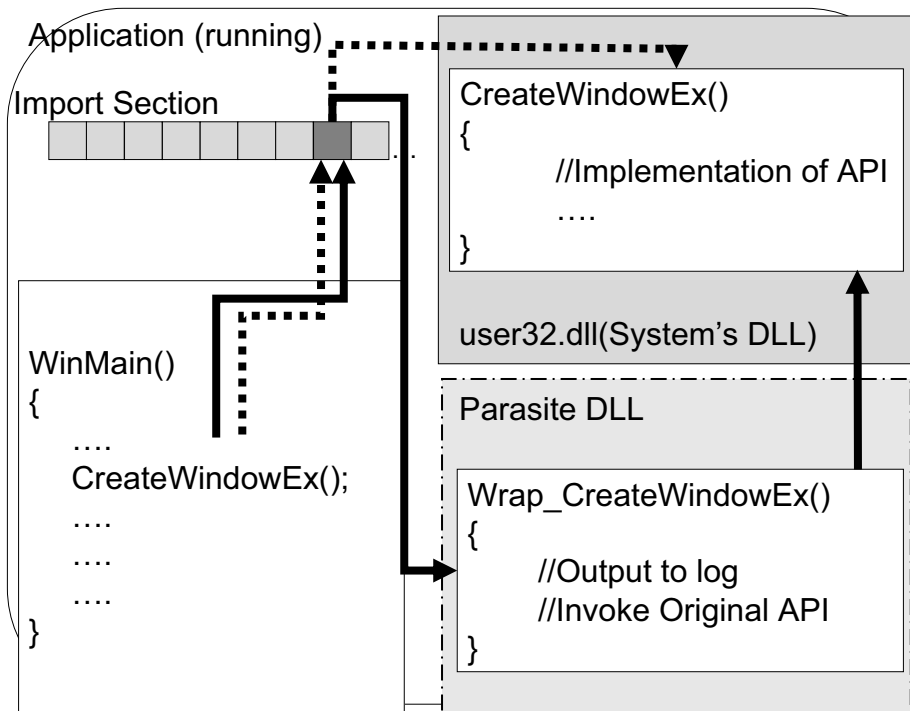 Application (running)
Import Section
...
WinMain()
{
....
CreateWindowEx();
....
....
....
}
CreateWindowEx()
{
//Implementation of API
....
}
user32.dll(System's DLL)
Parasite DLL
Wrap_CreateWindowEx()
{
//Output to log
//Invoke Original API
}